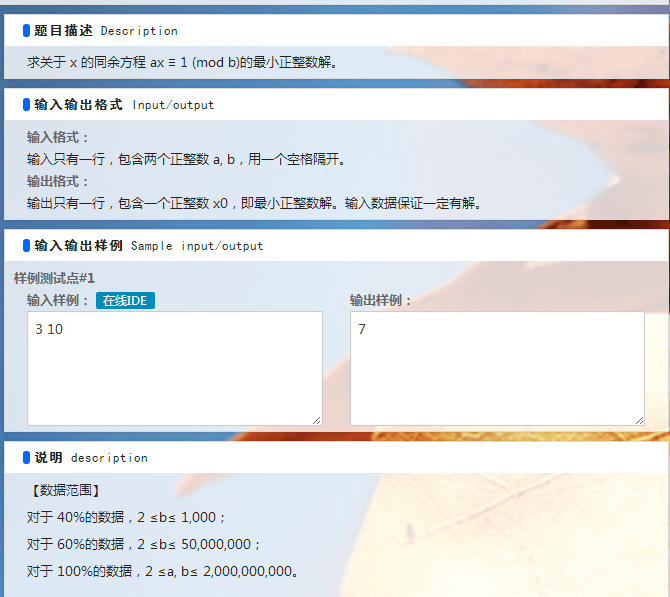 题目描述 Description
求关于 x 的同余方程 ax ≡ 1 (mod b)的最小正整数解。
输入输出格式 Input/output
输入格式：
输入只有一行，包含两个正整数 a, b，用一个空格隔开。
输出格式：
输出只有一行，包含一个正整数 x0，即最小正整数解。输入数据保证一定有解。
输入输出样例 Sample input/output
样例测试点#1
输入样例： 在线IDE
输出样例：
3 10
7
说明 description
【数据范围】
对于 40%的数据，2 ≤b≤ 1,000；
对于 60%的数据，2 ≤b≤ 50,000,000；
对于 100%的数据，2 ≤a, b≤ 2,000,000,000。